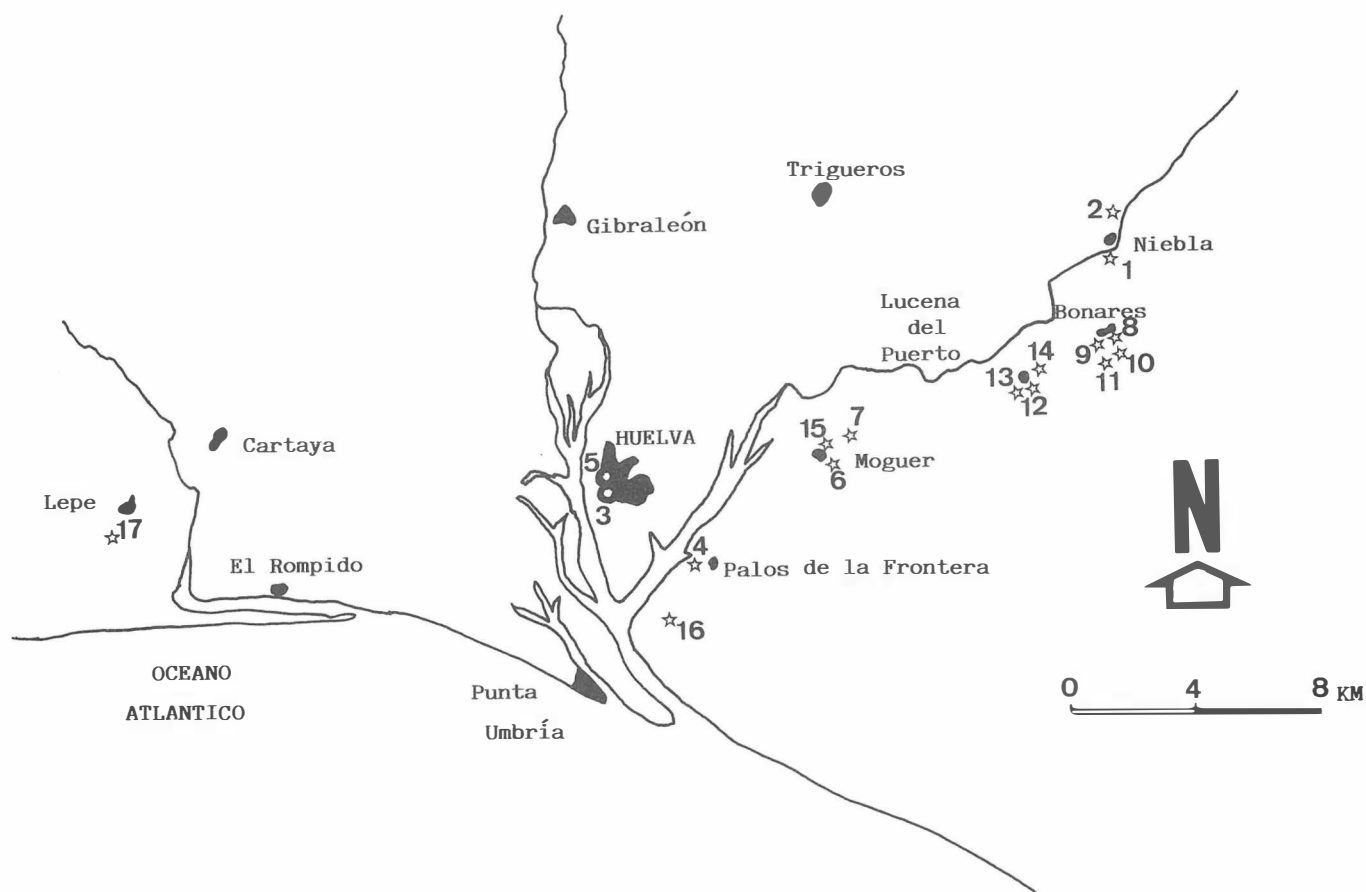 Trigueros
2
Gibraleón
Niebla
1
Lucena
del
Puerto
Bonares
8
9
10
11
14
13
12
HUELVA
15
7
Cartaya
5
Moguer
6
Lepe
3
17
N
4
El Rompido
Palos de la Frontera
16
OCEANO
ATLANTICO
Punta
Umbría
0 4 8 KM